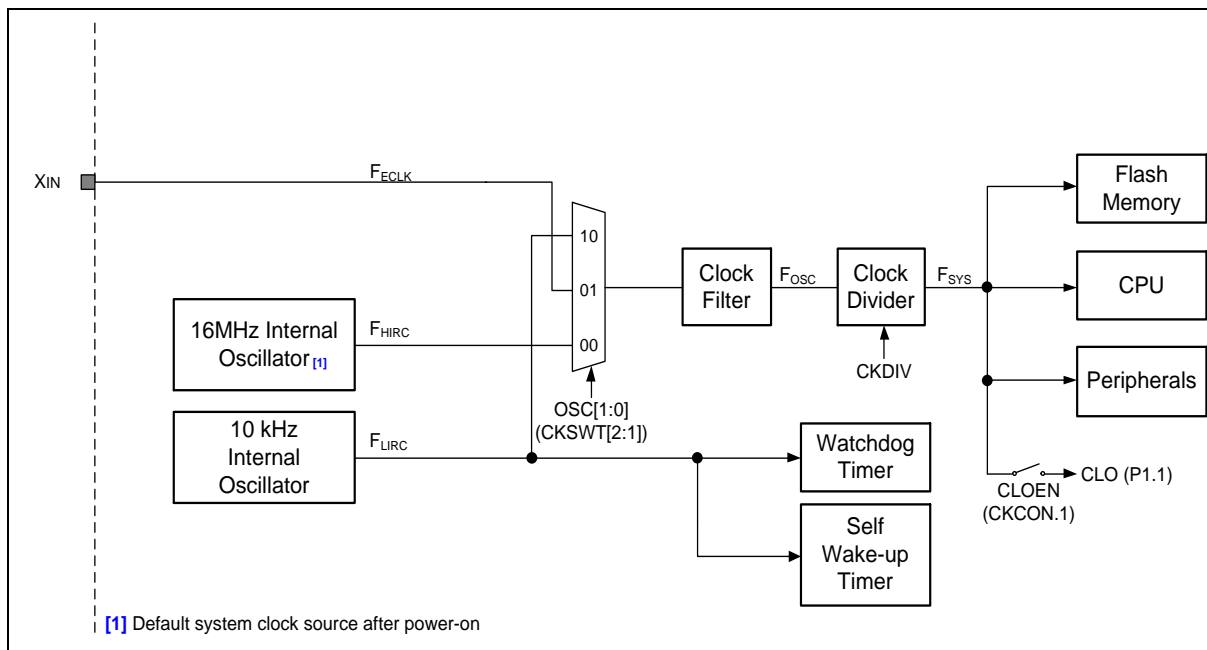 XIN
FECLK
10
01
00
16MHz Internal
Oscillator [1]
FHIRC
10 kHz
Internal
Oscillator
FLIRC
OSC[1:0]
(CKSWT[2:1])
Clock
Filter
FOSC
Clock
Divider
FSYS
CKDIV
Flash
Memory
CPU
Peripherals
Watchdog
Timer
Self
Wake-up
Timer
CLOEN
(CKCON.1)
CLO (P1.1)
[1] Default system clock source after power-on